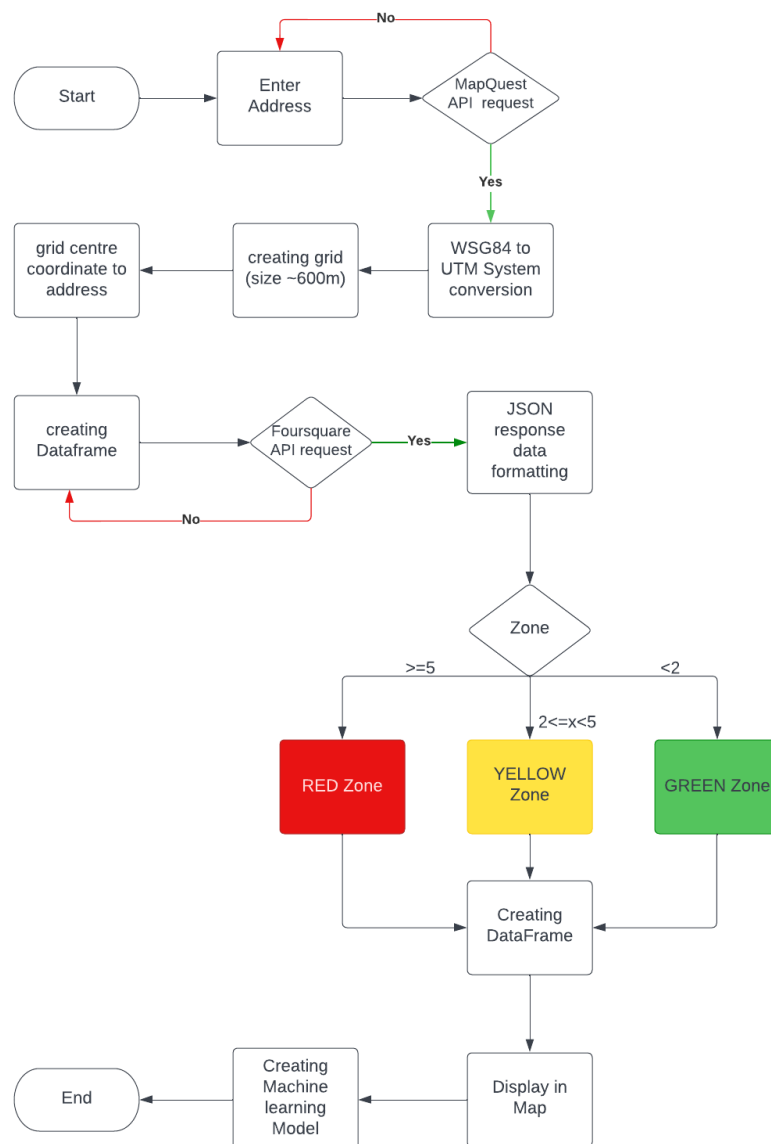 No
Start
Enter
Address
MapQuest
API request
Yes
grid centre
coordinate to
address
creating grid
(size ~600m)
WSG84 to
UTM System
conversion
creating
Dataframe
Foursquare
API request
Yes
JSON
response
data
formatting
No
Zone
>=5
<2
2<=x<5
RED Zone
YELLOW
Zone
GREEN Zone
Creating
DataFrame
End
Creating
Machine
learning
Model
Display in
Map